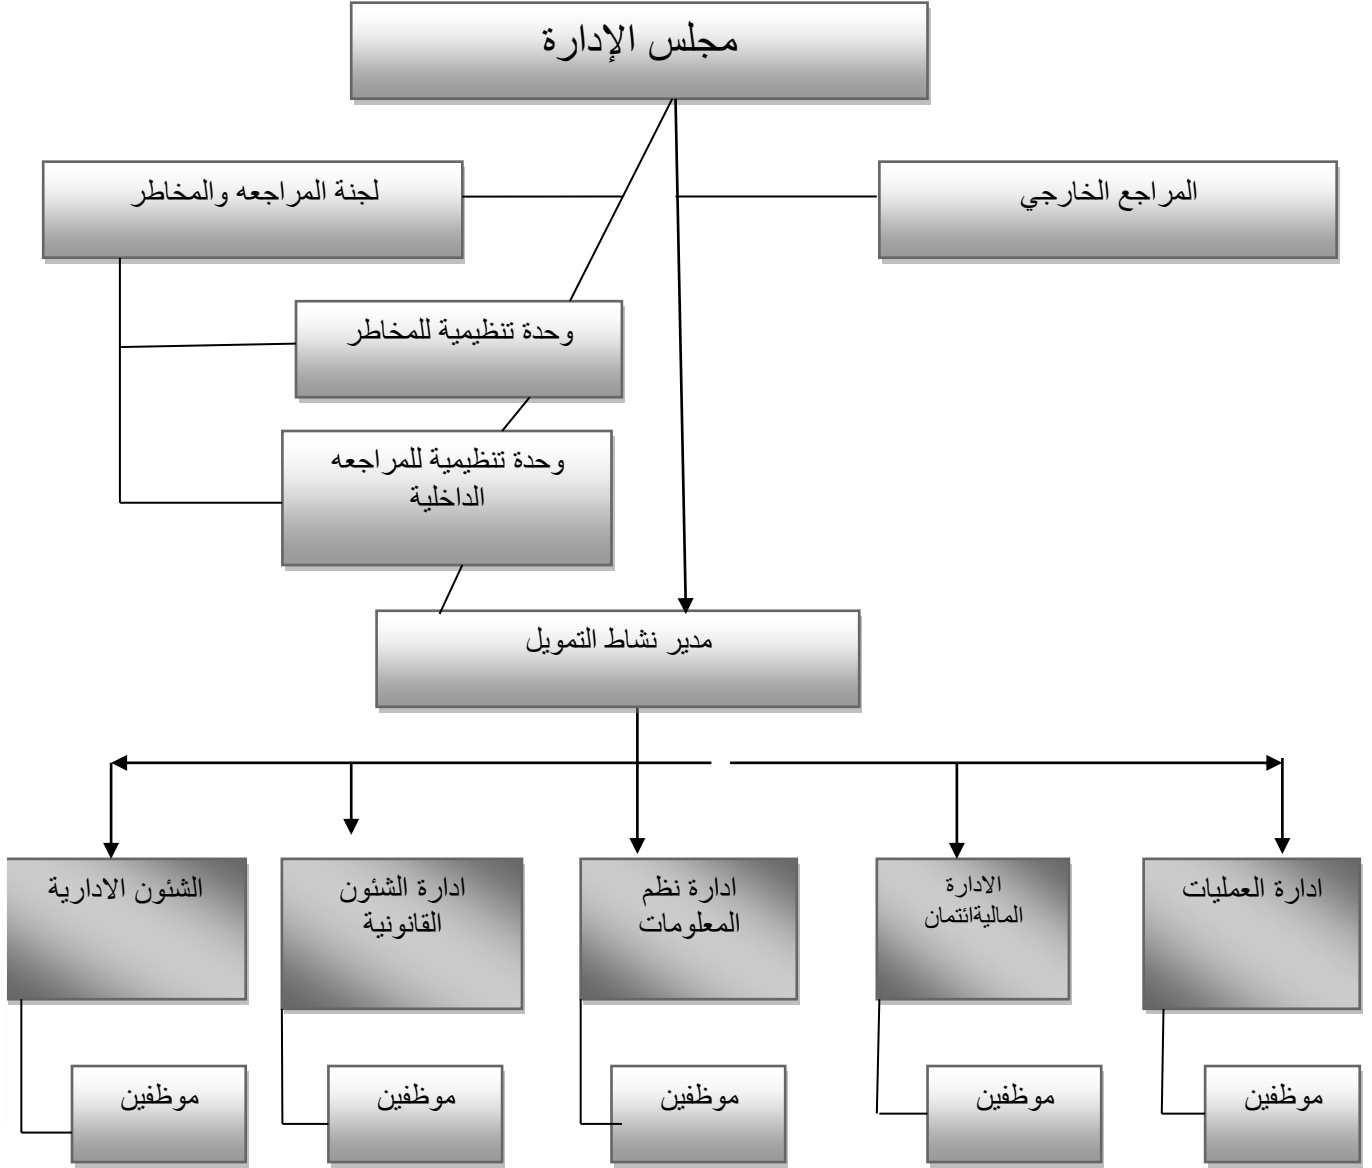 مجلس الإدارة
المراجع الخارجي
لجنة المراجعه والمخاطر
وحدة تنظيمية للمخاطر
وحدة تنظيمية للمراجعه
الداخلية
مدير نشاط التمويل
ادارة العمليات
الادارة
الماليةائتمان
ادارة نظم
المعلومات
ادارة الشئون
القانونية
الشئون الادارية
موظفين
موظفين
موظفين
موظفين
موظفين